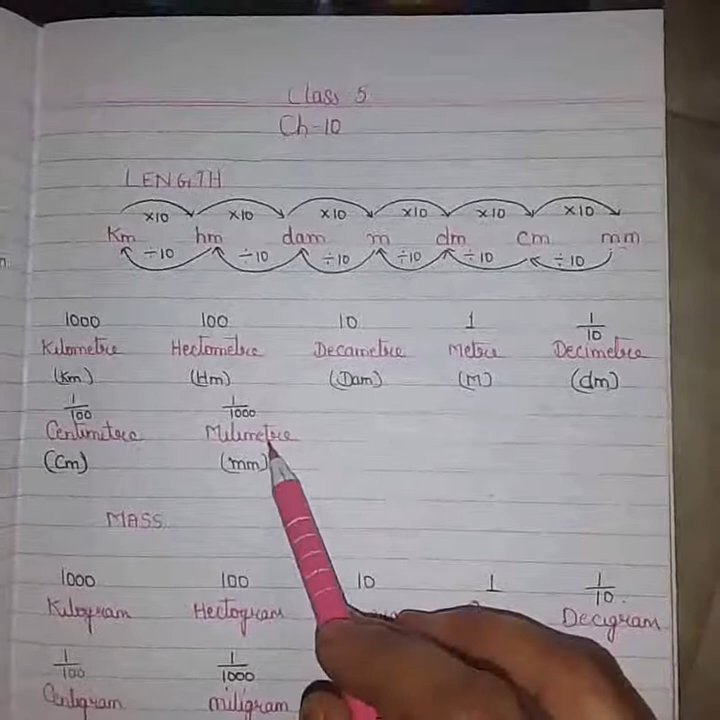 Class 5
Ch-10
LENGTH
×10 ×10 ×10 ×10 ×10 ×10
Km hm dam m dm cm mm
÷10 ÷10 ÷10 ÷10 ÷10 ÷10
1000 100 10 1 1/10
Kilometre Hectometre Decametre Metre Decimetre
(Km) (Hm) (Dam) (M) (dm)
1/100 1/1000
Centimetre Milimetre
(Cm) (mm)
MASS
1000 100 10 1 1/10.
Kilogram Hectogram Decigram
1/100 1/1000
Centigram miligram